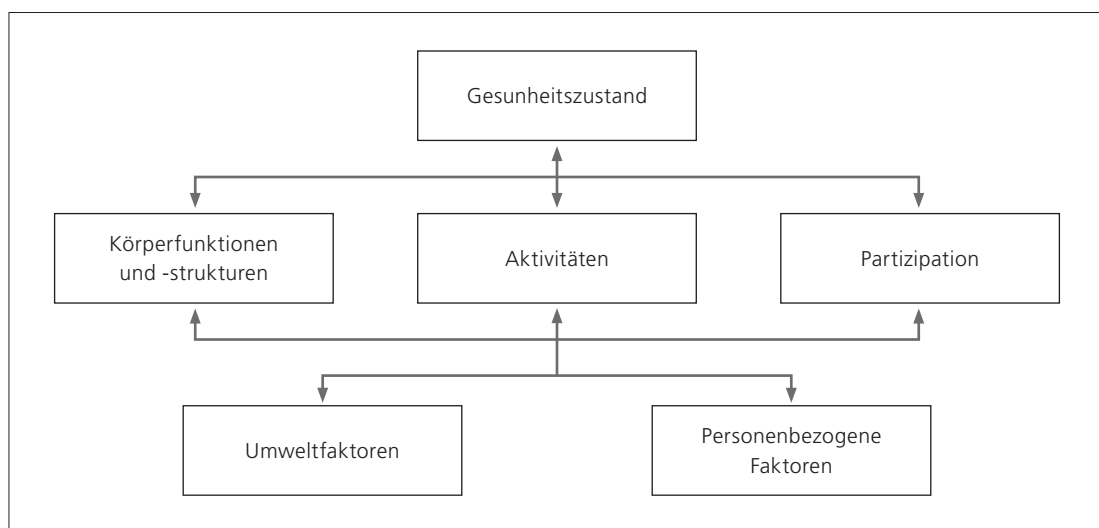 Gesunheitszustand
Körperfunktionen
und -strukturen
Aktivitäten
Partizipation
Umweltfaktoren
Personenbezogene
Faktoren